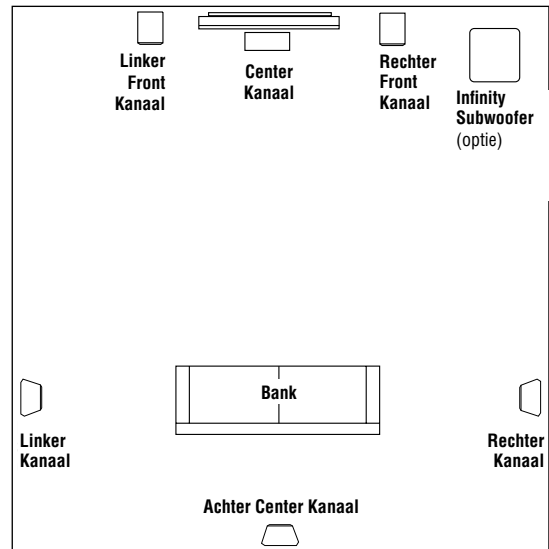 Linker
Front
Kanaal
Center
Kanaal
Rechter
Front
Kanaal
Infinity
Subwoofer
(optie)
Bank
Linker
Kanaal
Rechter
Kanaal
Achter Center Kanaal